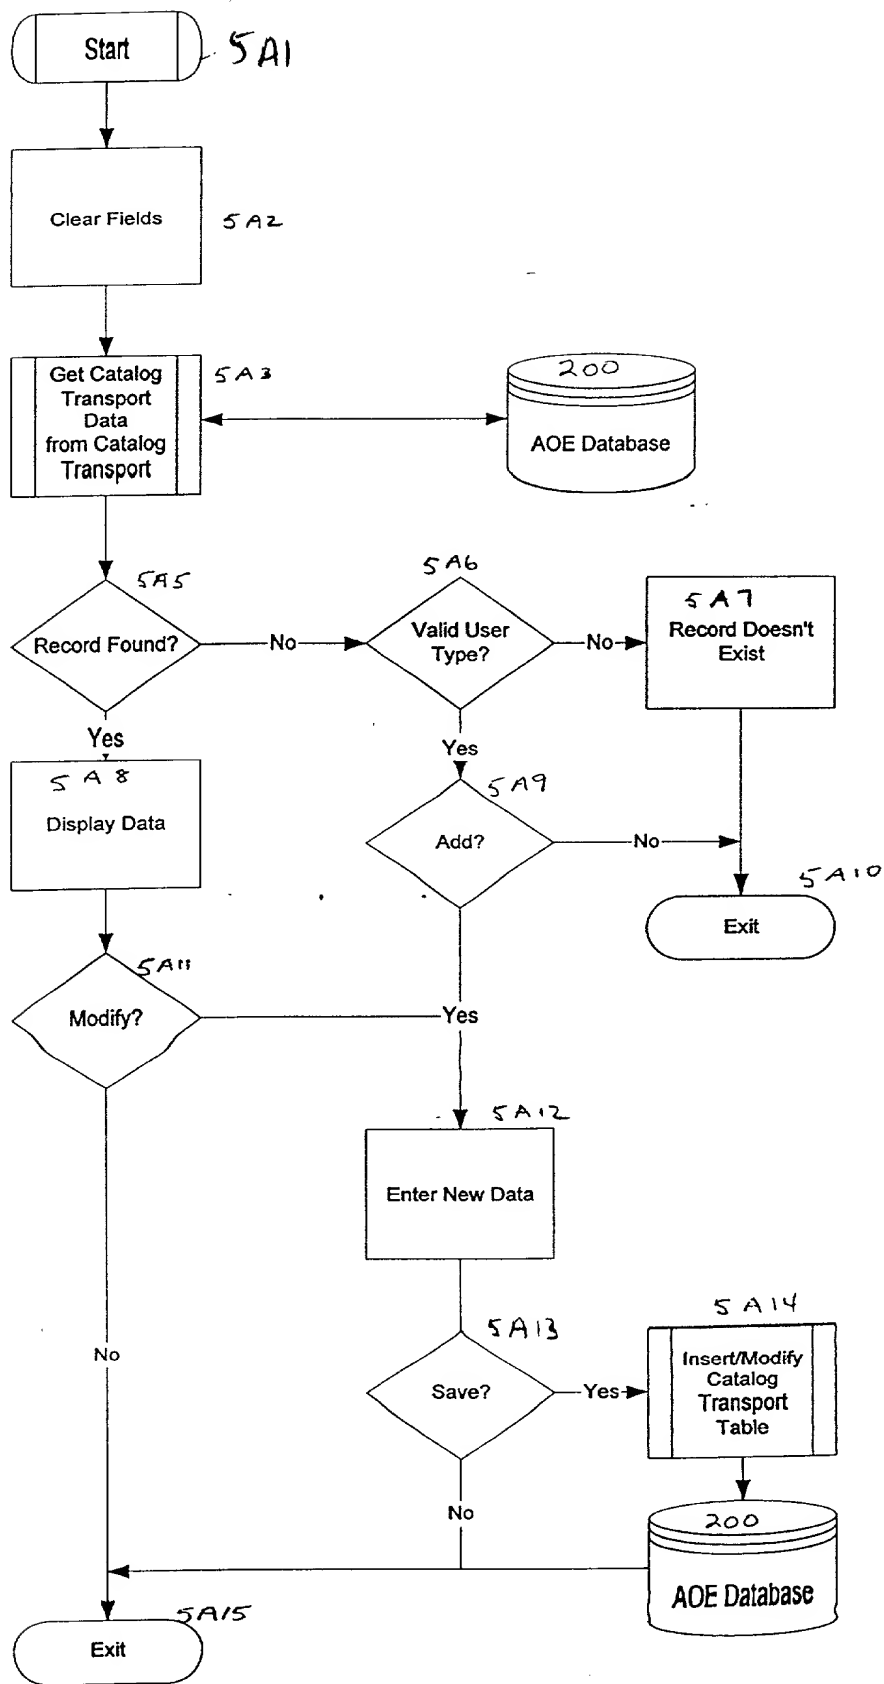 Start
5A1
Clear Fields
5A2
Get Catalog
Transport
Data
from Catalog
Transport
5A3
200
AOE Database
5A5
Record Found?
No
5A6
Valid User
Type?
No
5A7
Record Doesn't
Exist
Yes
Yes
5A8
Display Data
5A9
Add?
No
5A10
Exit
5A11
Modify?
Yes
5A12
Enter New Data
No
5A13
Save?
Yes
5A14
Insert/Modify
Catalog
Transport
Table
No
200
AOE Database
5A15
Exit